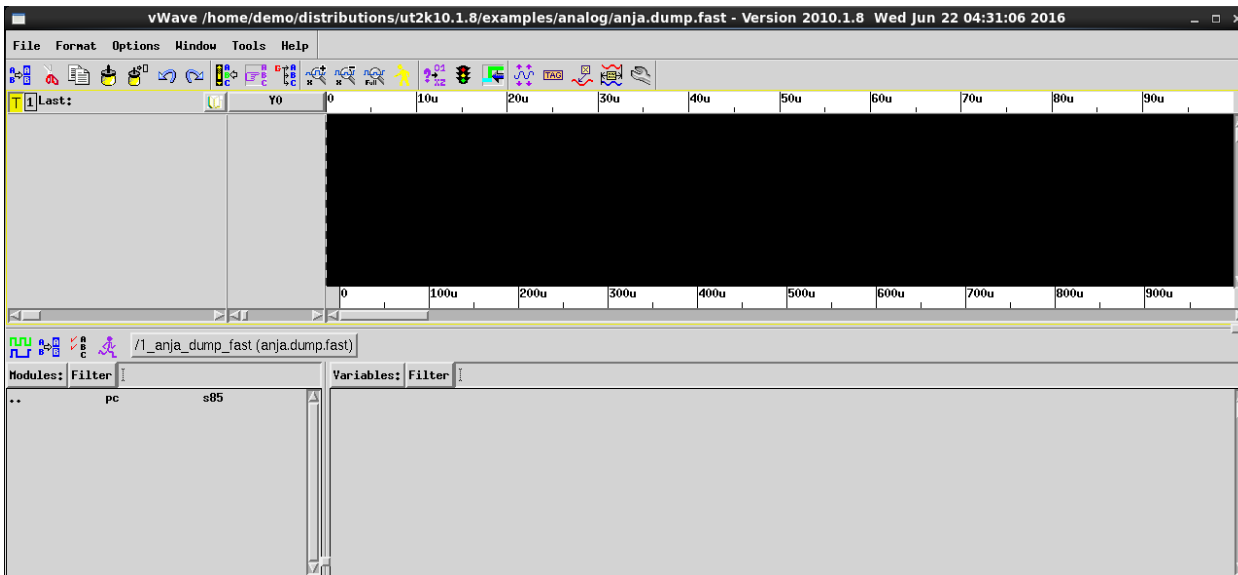 vWave /home/demo/distributions/ut2k10.1.8/examples/analog/anja.dump.fast - Version 2010.1.8 Wed Jun 22 04:31:06 2016
File Format Options Window Tools Help
T 1 Last: Y0 0 10u 20u 30u 40u 50u 60u 70u 80u 90u
0 100u 200u 300u 400u 500u 600u 700u 800u 900u
/1_anja_dump_fast (anja.dump.fast)
Modules: Filter Variables: Filter
.. pc s85